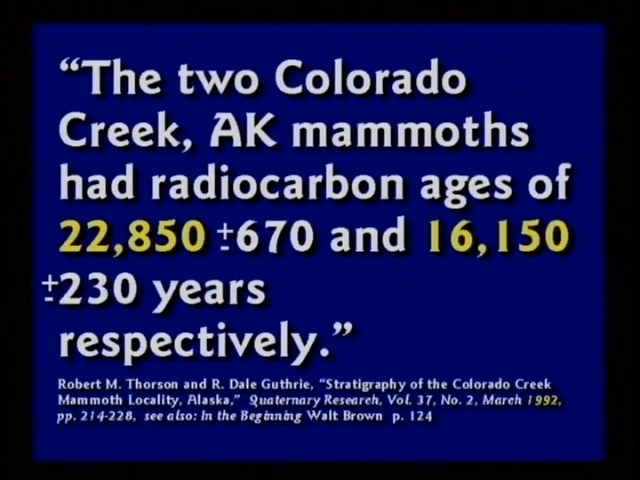 “The two Colorado
Creek, AK mammoths
had radiocarbon ages of
22,850 ±670 and 16,150
±230 years
respectively.”
Robert M. Thorson and R. Dale Guthrie, “Stratigraphy of the Colorado Creek
Mammoth Locality, Alaska,” Quaternary Research, Vol. 37, No. 2, March 1992,
pp. 214-228, see also: In the Beginning Walt Brown p. 124